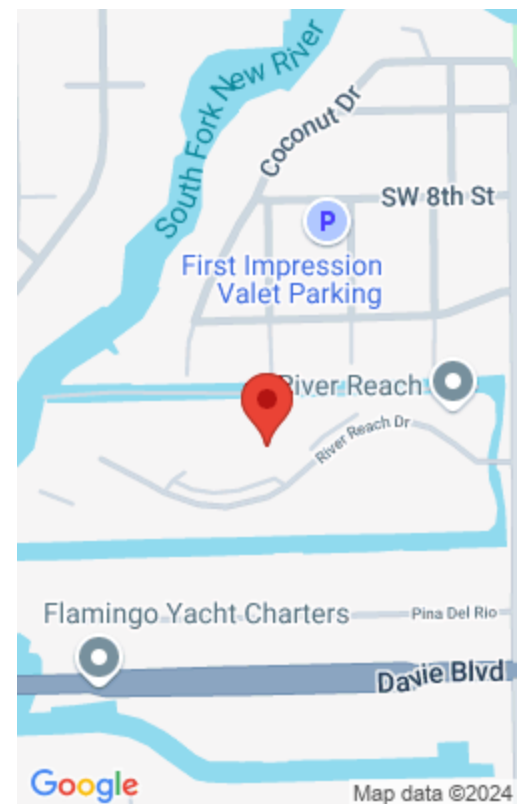 South Fork New River
Coconut Dr
SW 8th St
P
First Impression
Valet Parking
River Reach
River Reach Dr
Flamingo Yacht Charters
Pina Del Rio
Davie Blvd
Google
Map data ©2024